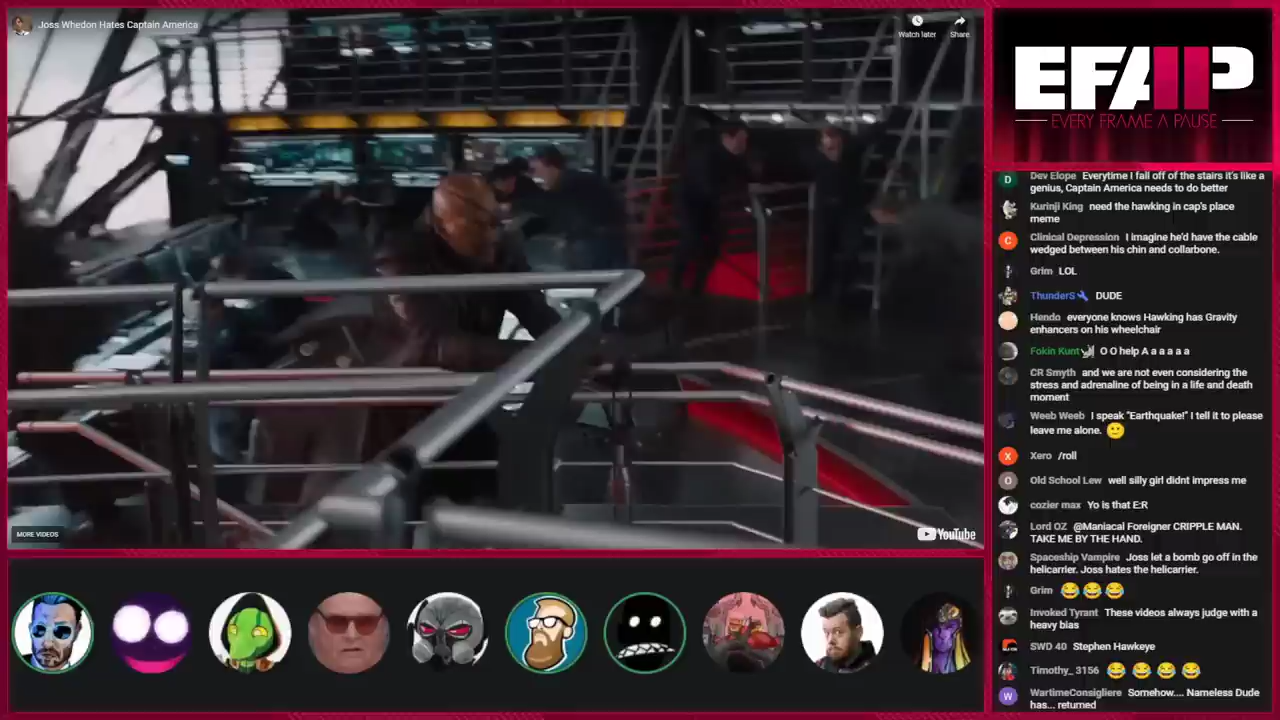 Joss Whedon Hates Captain America
Watch later
Share
MORE VIDEOS
YouTube
EFAP
EVERY FRAME A PAUSE
D
Dev Elope Everytime I fall off of the stairs it's like a
genius, Captain America needs to do better
Kurinji King need the hawking in cap's place
meme
C
Clinical Depression I imagine he'd have the cable
wedged between his chin and collarbone.
Grim LOL
ThunderS DUDE
Hendo everyone knows Hawking has Gravity
enhancers on his wheelchair
Fokin Kunt O O help A a a a a a
CR Smyth and we are not even considering the
stress and adrenaline of being in a life and death
moment
Weeb Weeb I speak "Earthquake!" I tell it to please
leave me alone. 🙂
X
Xero /roll
O
Old School Lew well silly girl didnt impress me
cozier max Yo is that E:R
Lord OZ @Maniacal Foreigner CRIPPLE MAN.
TAKE ME BY THE HAND.
Spaceship Vampire Joss let a bomb go off in the
helicarrier. Joss hates the helicarrier.
Grim 😂😂😂
Invoked Tyrant These videos always judge with a
heavy bias
SWD 40 Stephen Hawkeye
Timothy_ 3156 😂 😂 😂 😂
W
WartimeConsigliere Somehow.... Nameless Dude
has... returned